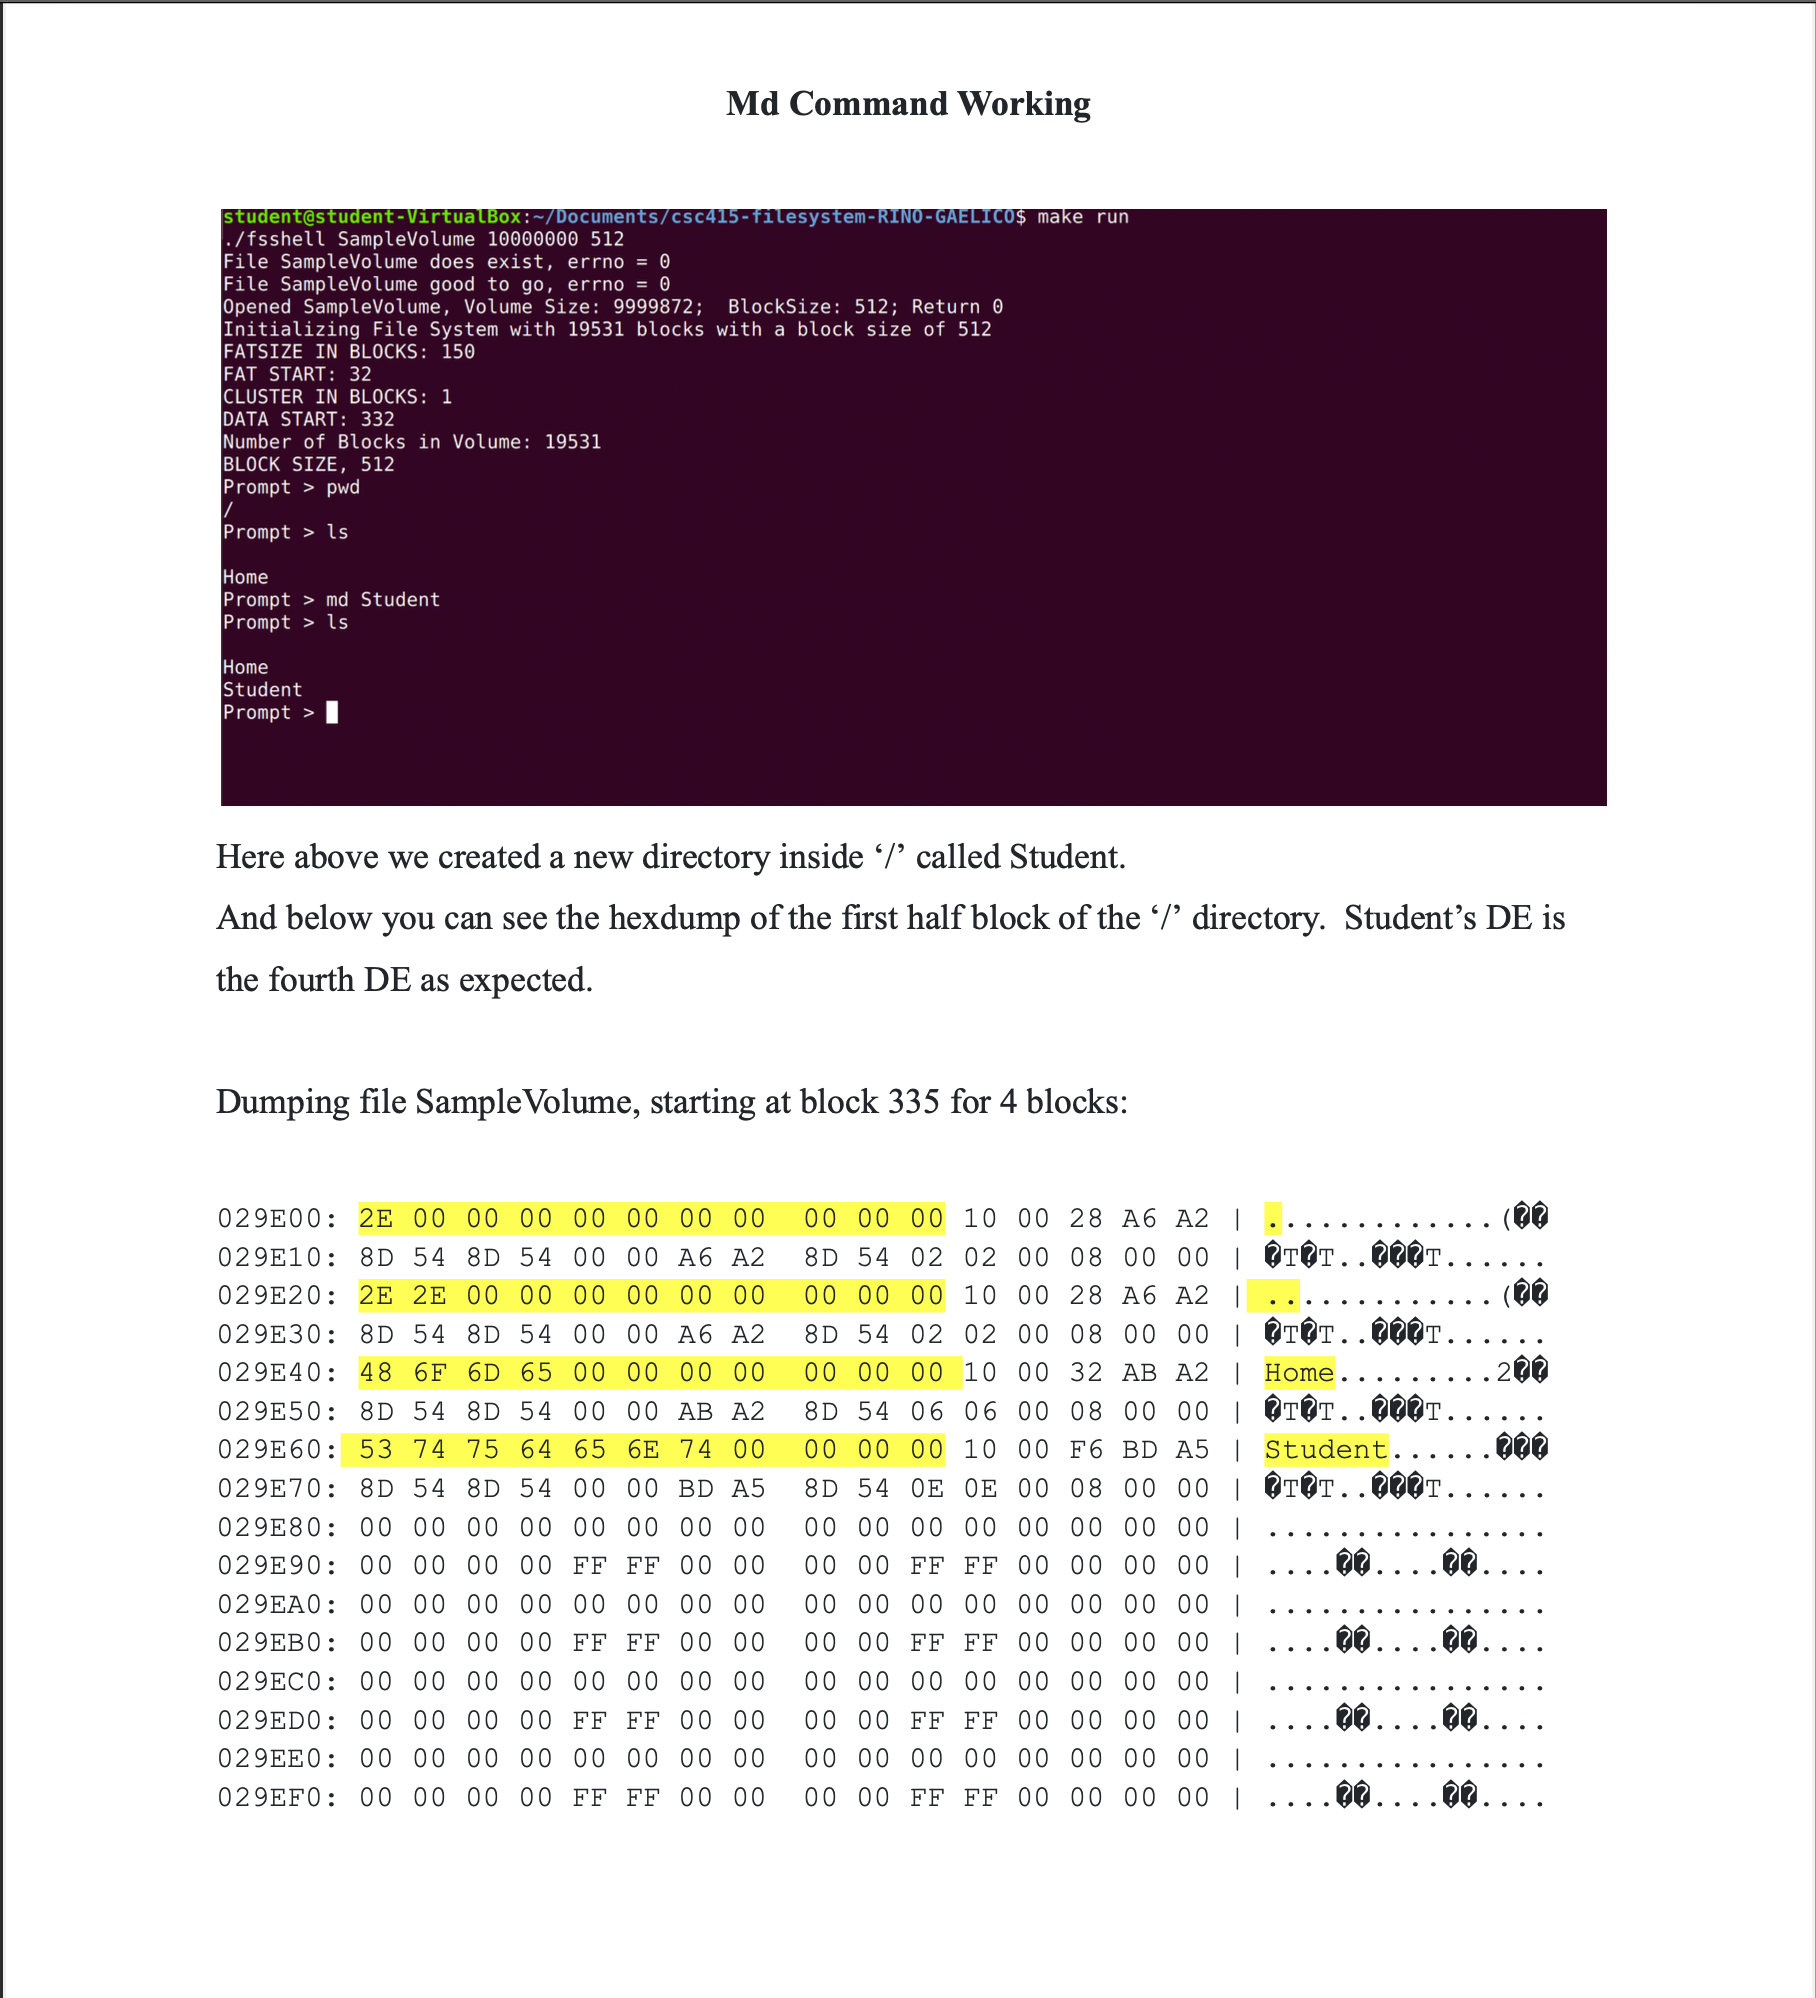 Md Command Working
student@student-VirtualBox:~/Documents/csc415-filesystem-RINO-GAELICO$ make run
./fsshell SampleVolume 10000000 512
File SampleVolume does exist, errno = 0
File SampleVolume good to go, errno = 0
Opened SampleVolume, Volume Size: 9999872;  BlockSize: 512; Return 0
Initializing File System with 19531 blocks with a block size of 512
FATSIZE IN BLOCKS: 150
FAT START: 32
CLUSTER IN BLOCKS: 1
DATA START: 332
Number of Blocks in Volume: 19531
BLOCK SIZE, 512
Prompt > pwd
/
Prompt > ls
Home
Prompt > md Student
Prompt > ls
Home
Student
Prompt >
Here above we created a new directory inside ‘/’ called Student.
And below you can see the hexdump of the first half block of the ‘/’ directory.  Student’s DE is
the fourth DE as expected.
Dumping file SampleVolume, starting at block 335 for 4 blocks:
029E00: 2E 00 00 00 00 00 00 00  00 00 00 10 00 28 A6 A2 | .............(��
029E10: 8D 54 8D 54 00 00 A6 A2  8D 54 02 02 00 08 00 00 | �T�T..���T......
029E20: 2E 2E 00 00 00 00 00 00  00 00 00 10 00 28 A6 A2 | .............(��
029E30: 8D 54 8D 54 00 00 A6 A2  8D 54 02 02 00 08 00 00 | �T�T..���T......
029E40: 48 6F 6D 65 00 00 00 00  00 00 00 10 00 32 AB A2 | Home.........2��
029E50: 8D 54 8D 54 00 00 AB A2  8D 54 06 06 00 08 00 00 | �T�T..���T......
029E60: 53 74 75 64 65 6E 74 00  00 00 00 10 00 F6 BD A5 | Student......���
029E70: 8D 54 8D 54 00 00 BD A5  8D 54 0E 0E 00 08 00 00 | �T�T..���T......
029E80: 00 00 00 00 00 00 00 00  00 00 00 00 00 00 00 00 | ................
029E90: 00 00 00 00 FF FF 00 00  00 00 FF FF 00 00 00 00 | ....��....��....
029EA0: 00 00 00 00 00 00 00 00  00 00 00 00 00 00 00 00 | ................
029EB0: 00 00 00 00 FF FF 00 00  00 00 FF FF 00 00 00 00 | ....��....��....
029EC0: 00 00 00 00 00 00 00 00  00 00 00 00 00 00 00 00 | ................
029ED0: 00 00 00 00 FF FF 00 00  00 00 FF FF 00 00 00 00 | ....��....��....
029EE0: 00 00 00 00 00 00 00 00  00 00 00 00 00 00 00 00 | ................
029EF0: 00 00 00 00 FF FF 00 00  00 00 FF FF 00 00 00 00 | ....��....��....